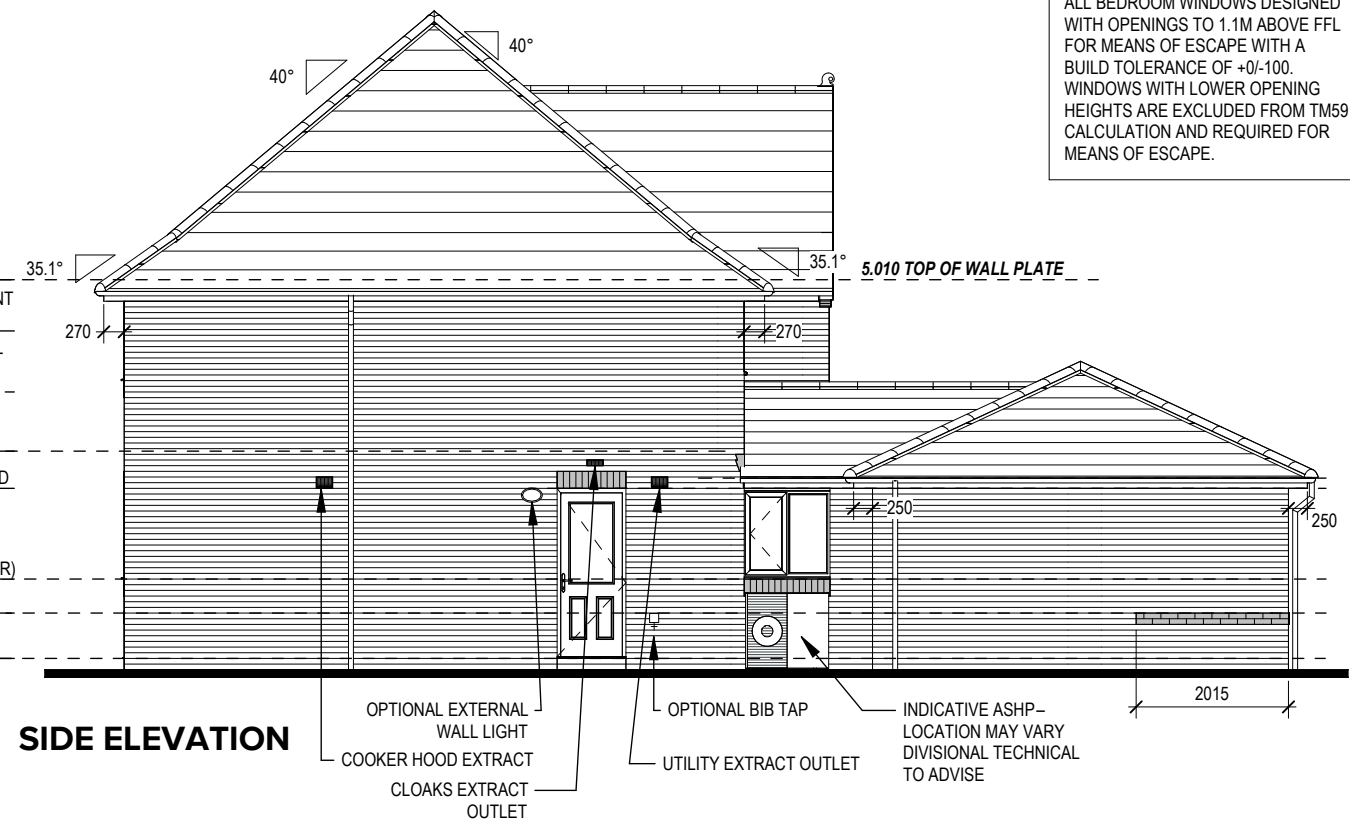 ALL BEDROOM WINDOWS DESIGNED
WITH OPENINGS TO 1.1M ABOVE FFL
FOR MEANS OF ESCAPE WITH A
BUILD TOLERANCE OF +0/-100.
WINDOWS WITH LOWER OPENING
HEIGHTS ARE EXCLUDED FROM TM59
CALCULATION AND REQUIRED FOR
MEANS OF ESCAPE.
40°
40°
35.1°
35.1°
5.010 TOP OF WALL PLATE
NT
270
270
D
250
250
R)
2015
OPTIONAL EXTERNAL
WALL LIGHT
COOKER HOOD EXTRACT
CLOAKS EXTRACT
OUTLET
OPTIONAL BIB TAP
UTILITY EXTRACT OUTLET
INDICATIVE ASHP–
LOCATION MAY VARY
DIVISIONAL TECHNICAL
TO ADVISE
SIDE ELEVATION